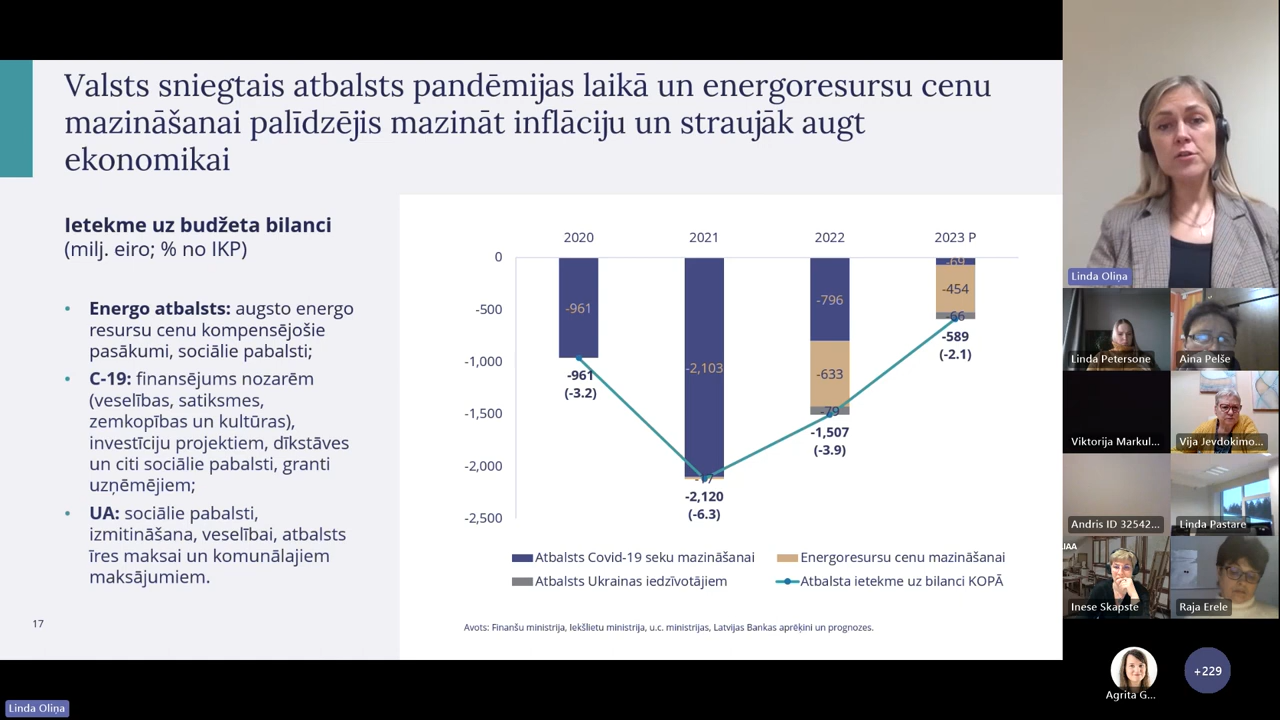 Valsts sniegtais atbalsts pandēmijas laikā un energoresursu cenu
mazināšanai palīdzējis mazināt inflāciju un straujāk augt
ekonomikai
Ietekme uz budžeta bilanci
(milj. eiro; % no IKP)
• Energo atbalsts: augsto energo
resursu cenu kompensējošie
pasākumi, sociālie pabalsti;
• C-19: finansējums nozarēm
(veselības, satiksmes,
zemkopības un kultūras),
investīciju projektiem, dīkstāves
un citi sociālie pabalsti, granti
uzņēmējiem;
• UA: sociālie pabalsti,
izmitināšana, veselībai, atbalsts
īres maksai un komunālajiem
maksājumiem.
17
2020 2021 2022 2023 P
0
-500
-1,000
-1,500
-2,000
-2,500
-961
-961
(-3.2)
-2,103
-17
-2,120
(-6.3)
-796
-633
-79
-1,507
(-3.9)
-69
-454
-66
-589
(-2.1)
Atbalsts Covid-19 seku mazināšanai
Energoresursu cenu mazināšanai
Atbalsts Ukrainas iedzīvotājiem
Atbalsta ietekme uz bilanci KOPĀ
Avots: Finanšu ministrija, Iekšlietu ministrija, u.c. ministrijas, Latvijas Bankas aprēķini un prognozes.
Linda Oliņa
Linda Petersone
Aina Pelše
Viktorija Markul...
Vija Jevdokimo...
Andris ID 32542...
Linda Pastare
JAA
Inese Skapste
Raja Erele
Agrita G...
+229
Linda Oliņa